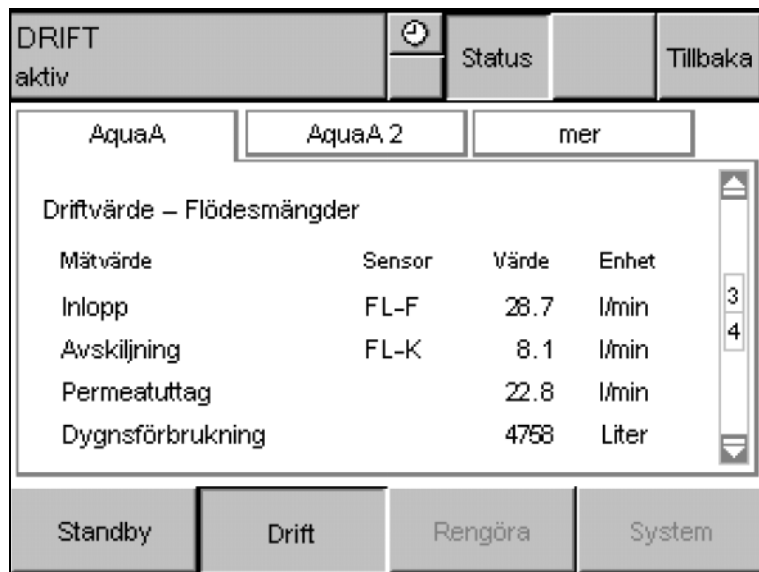 DRIFT
aktiv
Status
Tillbaka
AquaA
AquaA 2
mer
Driftvärde – Flödesmängder
Mätvärde Sensor Värde Enhet
Inlopp FL-F 28.7 l/min
3
Avskiljning FL-K 8.1 l/min
4
Permeatuttag 22.8 l/min
Dygnsförbrukning 4758 Liter
Standby
Drift
Rengöra
System